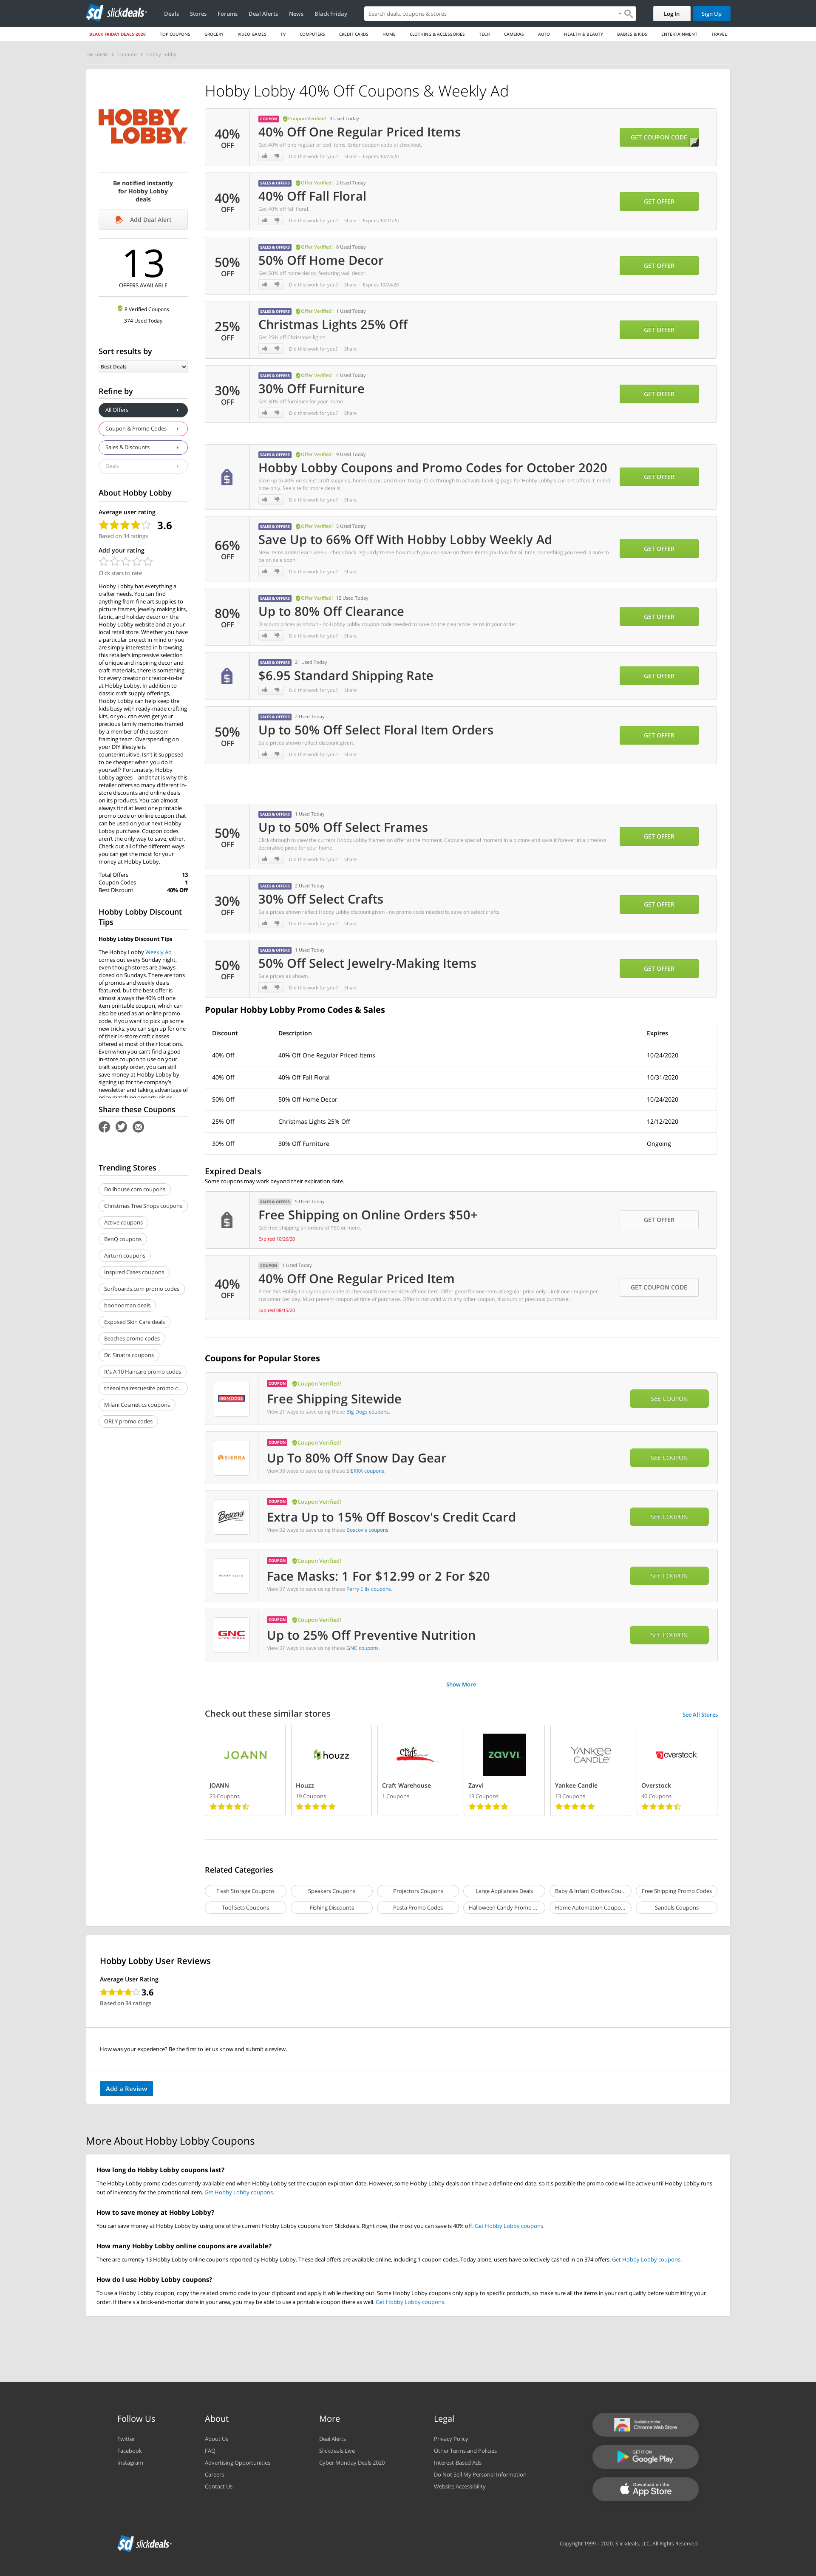 slickdeals
Deals Stores Forums Deal Alerts News Black Friday
Search deals, coupons & stores
Log In Sign Up
BLACK FRIDAY DEALS 2020 TOP COUPONS GROCERY VIDEO GAMES TV COMPUTERS CREDIT CARDS HOME CLOTHING & ACCESSORIES TECH CAMERAS AUTO HEALTH & BEAUTY BABIES & KIDS ENTERTAINMENT TRAVEL
Slickdeals > Coupons > Hobby Lobby
HOBBY
LOBBY
Be notified instantly
for Hobby Lobby
deals
Add Deal Alert
13
OFFERS AVAILABLE
8 Verified Coupons
374 Used Today
Sort results by
Best Deals
Refine by
All Offers
Coupon & Promo Codes
Sales & Discounts
Deals
About Hobby Lobby
Average user rating
3.6
Based on 34 ratings
Add your rating
Click stars to rate
Hobby Lobby has everything a
crafter needs. You can find
anything from fine art supplies to
picture frames, jewelry making kits,
fabric, and holiday decor on the
Hobby Lobby website and at your
local retail store. Whether you have
a particular project in mind or you
are simply interested in browsing
this retailer's impressive selection
of unique and inspiring decor and
craft materials, there is something
for every creator or creator-to-be
at Hobby Lobby. In addition to
classic craft supply offerings,
Hobby Lobby can help keep the
kids busy with ready-made crafting
kits, or you can even get your
precious family memories framed
by a member of the custom
framing team. Overspending on
your DIY lifestyle is
counterintuitive. Isn't it supposed
to be cheaper when you do it
yourself? Fortunately, Hobby
Lobby agrees—and that is why this
retailer offers so many different in-
store discounts and online deals
on its products. You can almost
always find at least one printable
promo code or online coupon that
can be used on your next Hobby
Lobby purchase. Coupon codes
aren't the only way to save, either.
Check out all of the different ways
you can get the most for your
money at Hobby Lobby.
Total Offers 13
Coupon Codes 1
Best Discount 40% Off
Hobby Lobby Discount
Tips
Hobby Lobby Discount Tips
The Hobby Lobby Weekly Ad
comes out every Sunday night,
even though stores are always
closed on Sundays. There are tons
of promos and weekly deals
featured, but the best offer is
almost always the 40% off one
item printable coupon, which can
also be used as an online promo
code. If you want to pick up some
new tricks, you can sign up for one
of their in-store craft classes
offered at most of their locations.
Even when you can't find a good
in-store coupon to use on your
craft supply order, you can still
save money at Hobby Lobby by
signing up for the company's
newsletter and taking advantage of
price matching opportunities.
Share these Coupons
Trending Stores
Dollhouse.com coupons
Christmas Tree Shops coupons
Active coupons
BenQ coupons
Airturn coupons
Inspired Cases coupons
Surfboards.com promo codes
boohooman deals
Exposed Skin Care deals
Beaches promo codes
Dr. Sinatra coupons
It's A 10 Haircare promo codes
theanimalrescuesite promo c...
Milani Cosmetics coupons
ORLY promo codes
Hobby Lobby 40% Off Coupons & Weekly Ad
40%
OFF
COUPON Coupon Verified! 3 Used Today
40% Off One Regular Priced Items
Get 40% off one regular priced items. Enter coupon code at checkout.
Did this work for you? · Share · Expires 10/24/20
GET COUPON CODE
40%
OFF
SALES & OFFERS Offer Verified! 2 Used Today
40% Off Fall Floral
Get 40% off fall floral.
Did this work for you? · Share · Expires 10/31/20
GET OFFER
50%
OFF
SALES & OFFERS Offer Verified! 6 Used Today
50% Off Home Decor
Get 50% off home decor, featuring wall decor.
Did this work for you? · Share · Expires 10/24/20
GET OFFER
25%
OFF
SALES & OFFERS Offer Verified! 1 Used Today
Christmas Lights 25% Off
Get 25% off Christmas lights.
Did this work for you? · Share
GET OFFER
30%
OFF
SALES & OFFERS Offer Verified! 4 Used Today
30% Off Furniture
Get 30% off furniture for your home.
Did this work for you? · Share
GET OFFER
SALES & OFFERS Offer Verified! 9 Used Today
Hobby Lobby Coupons and Promo Codes for October 2020
Save up to 40% on select craft supplies, home decor, and more today. Click through to activate landing page for Hobby Lobby's current offers. Limited
time only. See site for more details.
Did this work for you? · Share
GET OFFER
66%
OFF
SALES & OFFERS Offer Verified! 5 Used Today
Save Up to 66% Off With Hobby Lobby Weekly Ad
New items added each week - check back regularly to see how much you can save on those items you look for all time; something you need is sure to
be on sale soon.
Did this work for you? · Share
GET OFFER
80%
OFF
SALES & OFFERS Offer Verified! 12 Used Today
Up to 80% Off Clearance
Discount prices as shown - no Hobby Lobby coupon code needed to save on the clearance items in your order.
Did this work for you? · Share
GET OFFER
SALES & OFFERS 21 Used Today
$6.95 Standard Shipping Rate
Did this work for you? · Share
GET OFFER
50%
OFF
SALES & OFFERS 2 Used Today
Up to 50% Off Select Floral Item Orders
Sale prices shown reflect discount given.
Did this work for you? · Share
GET OFFER
50%
OFF
SALES & OFFERS 1 Used Today
Up to 50% Off Select Frames
Click-through to view the current Hobby Lobby frames on offer at the moment. Capture special moment in a picture and save it forever in a timeless
decorative piece for your home.
Did this work for you? · Share
GET OFFER
30%
OFF
SALES & OFFERS 2 Used Today
30% Off Select Crafts
Sale prices shown reflect Hobby Lobby discount given - no promo code needed to save on select crafts.
Did this work for you? · Share
GET OFFER
50%
OFF
SALES & OFFERS 1 Used Today
50% Off Select Jewelry-Making Items
Sale prices as shown.
Did this work for you? · Share
GET OFFER
Popular Hobby Lobby Promo Codes & Sales
Discount Description Expires
40% Off 40% Off One Regular Priced Items 10/24/2020
40% Off 40% Off Fall Floral 10/31/2020
50% Off 50% Off Home Decor 10/24/2020
25% Off Christmas Lights 25% Off 12/12/2020
30% Off 30% Off Furniture Ongoing
Expired Deals
Some coupons may work beyond their expiration date.
SALES & OFFERS 5 Used Today
Free Shipping on Online Orders $50+
Get free shipping on orders of $50 or more.
Expired 10/20/20
GET OFFER
40%
OFF
COUPON 1 Used Today
40% Off One Regular Priced Item
Enter this Hobby Lobby coupon code at checkout to receive 40% off one item. Offer good for one item at regular price only. Limit one coupon per
customer per day. Must present coupon at time of purchase. Offer is not valid with any other coupon, discount or previous purchase.
Expired 08/15/20
GET COUPON CODE
Coupons for Popular Stores
BIG DOGS
COUPON Coupon Verified!
Free Shipping Sitewide
View 21 ways to save using these Big Dogs coupons.
SEE COUPON
SIERRA
COUPON Coupon Verified!
Up To 80% Off Snow Day Gear
View 38 ways to save using these SIERRA coupons.
SEE COUPON
Boscov's
COUPON Coupon Verified!
Extra Up to 15% Off Boscov's Credit Ccard
View 32 ways to save using these Boscov's coupons.
SEE COUPON
PERRY ELLIS
COUPON Coupon Verified!
Face Masks: 1 For $12.99 or 2 For $20
View 37 ways to save using these Perry Ellis coupons.
SEE COUPON
GNC
LIVE WELL
COUPON Coupon Verified!
Up to 25% Off Preventive Nutrition
View 37 ways to save using these GNC coupons.
SEE COUPON
Show More
Check out these similar stores
See All Stores
JOANN houzz Craft ZAVVI YANKEE CANDLE overstock
JOANN Houzz Craft Warehouse Zavvi Yankee Candle Overstock
23 Coupons 19 Coupons 1 Coupons 13 Coupons 13 Coupons 40 Coupons
Related Categories
Flash Storage Coupons Speakers Coupons Projectors Coupons Large Appliances Deals Baby & Infant Clothes Cou... Free Shipping Promo Codes
Tool Sets Coupons Fishing Discounts Pasta Promo Codes Halloween Candy Promo ... Home Automation Coupo... Sandals Coupons
Hobby Lobby User Reviews
Average User Rating
3.6
Based on 34 ratings
How was your experience? Be the first to let us know and submit a review.
Add a Review
More About Hobby Lobby Coupons
How long do Hobby Lobby coupons last?
The Hobby Lobby promo codes currently available end when Hobby Lobby set the coupon expiration date. However, some Hobby Lobby deals don't have a definite end date, so it's possible the promo code will be active until Hobby Lobby runs
out of inventory for the promotional item. Get Hobby Lobby coupons.
How to save money at Hobby Lobby?
You can save money at Hobby Lobby by using one of the current Hobby Lobby coupons from Slickdeals. Right now, the most you can save is 40% off. Get Hobby Lobby coupons.
How many Hobby Lobby online coupons are available?
There are currently 13 Hobby Lobby online coupons reported by Hobby Lobby. These deal offers are available online, including 1 coupon codes. Today alone, users have collectively cashed in on 374 offers. Get Hobby Lobby coupons.
How do I use Hobby Lobby coupons?
To use a Hobby Lobby coupon, copy the related promo code to your clipboard and apply it while checking out. Some Hobby Lobby coupons only apply to specific products, so make sure all the items in your cart qualify before submitting your
order. If there's a brick-and-mortar store in your area, you may be able to use a printable coupon there as well. Get Hobby Lobby coupons.
Follow Us
Twitter
Facebook
Instagram
About
About Us
FAQ
Advertising Opportunities
Careers
Contact Us
More
Deal Alerts
Slickdeals Live
Cyber Monday Deals 2020
Legal
Privacy Policy
Other Terms and Policies
Interest-Based Ads
Do Not Sell My Personal Information
Website Accessibility
Available in the
Chrome Web Store
GET IT ON
Google Play
Download on the
App Store
slickdeals
Copyright 1999 - 2020. Slickdeals, LLC. All Rights Reserved.